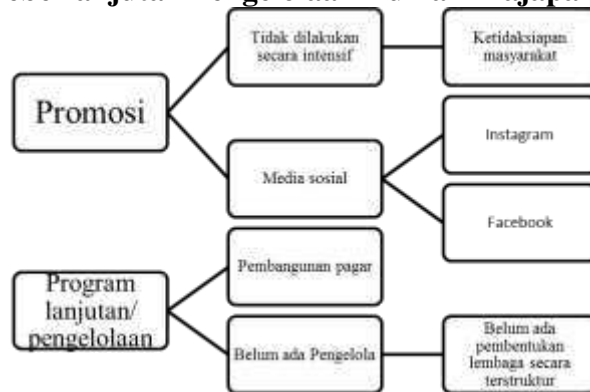 Promosi
Tidak dilakukan
secara intensif
Ketidaksiapan
masyarakat
Media sosial
Instagram
Facebook
Program
lanjutan/
pengelolaan
Pembangunan pagar
Belum ada Pengelola
Belum ada
pembentukan
lembaga secara
terstruktur